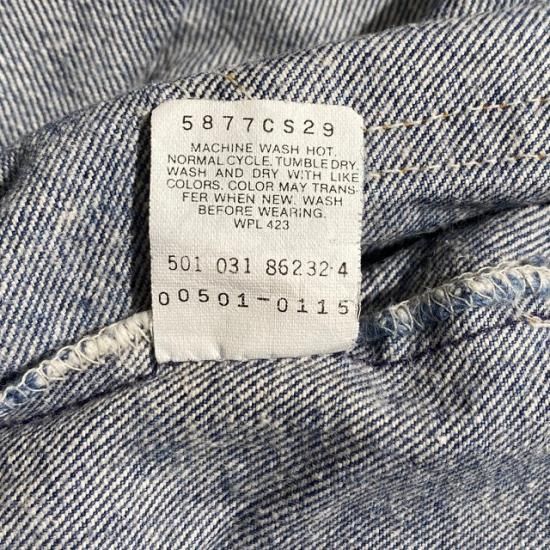 5877CS29
MACHINE WASH HOT,
NORMAL CYCLE. TUMBLE DRY.
WASH AND DRY WITH LIKE
COLORS. COLOR MAY TRANS-
FER WHEN NEW. WASH
BEFORE WEARING.
WPL 423
501 031 86232-4
00501-0115